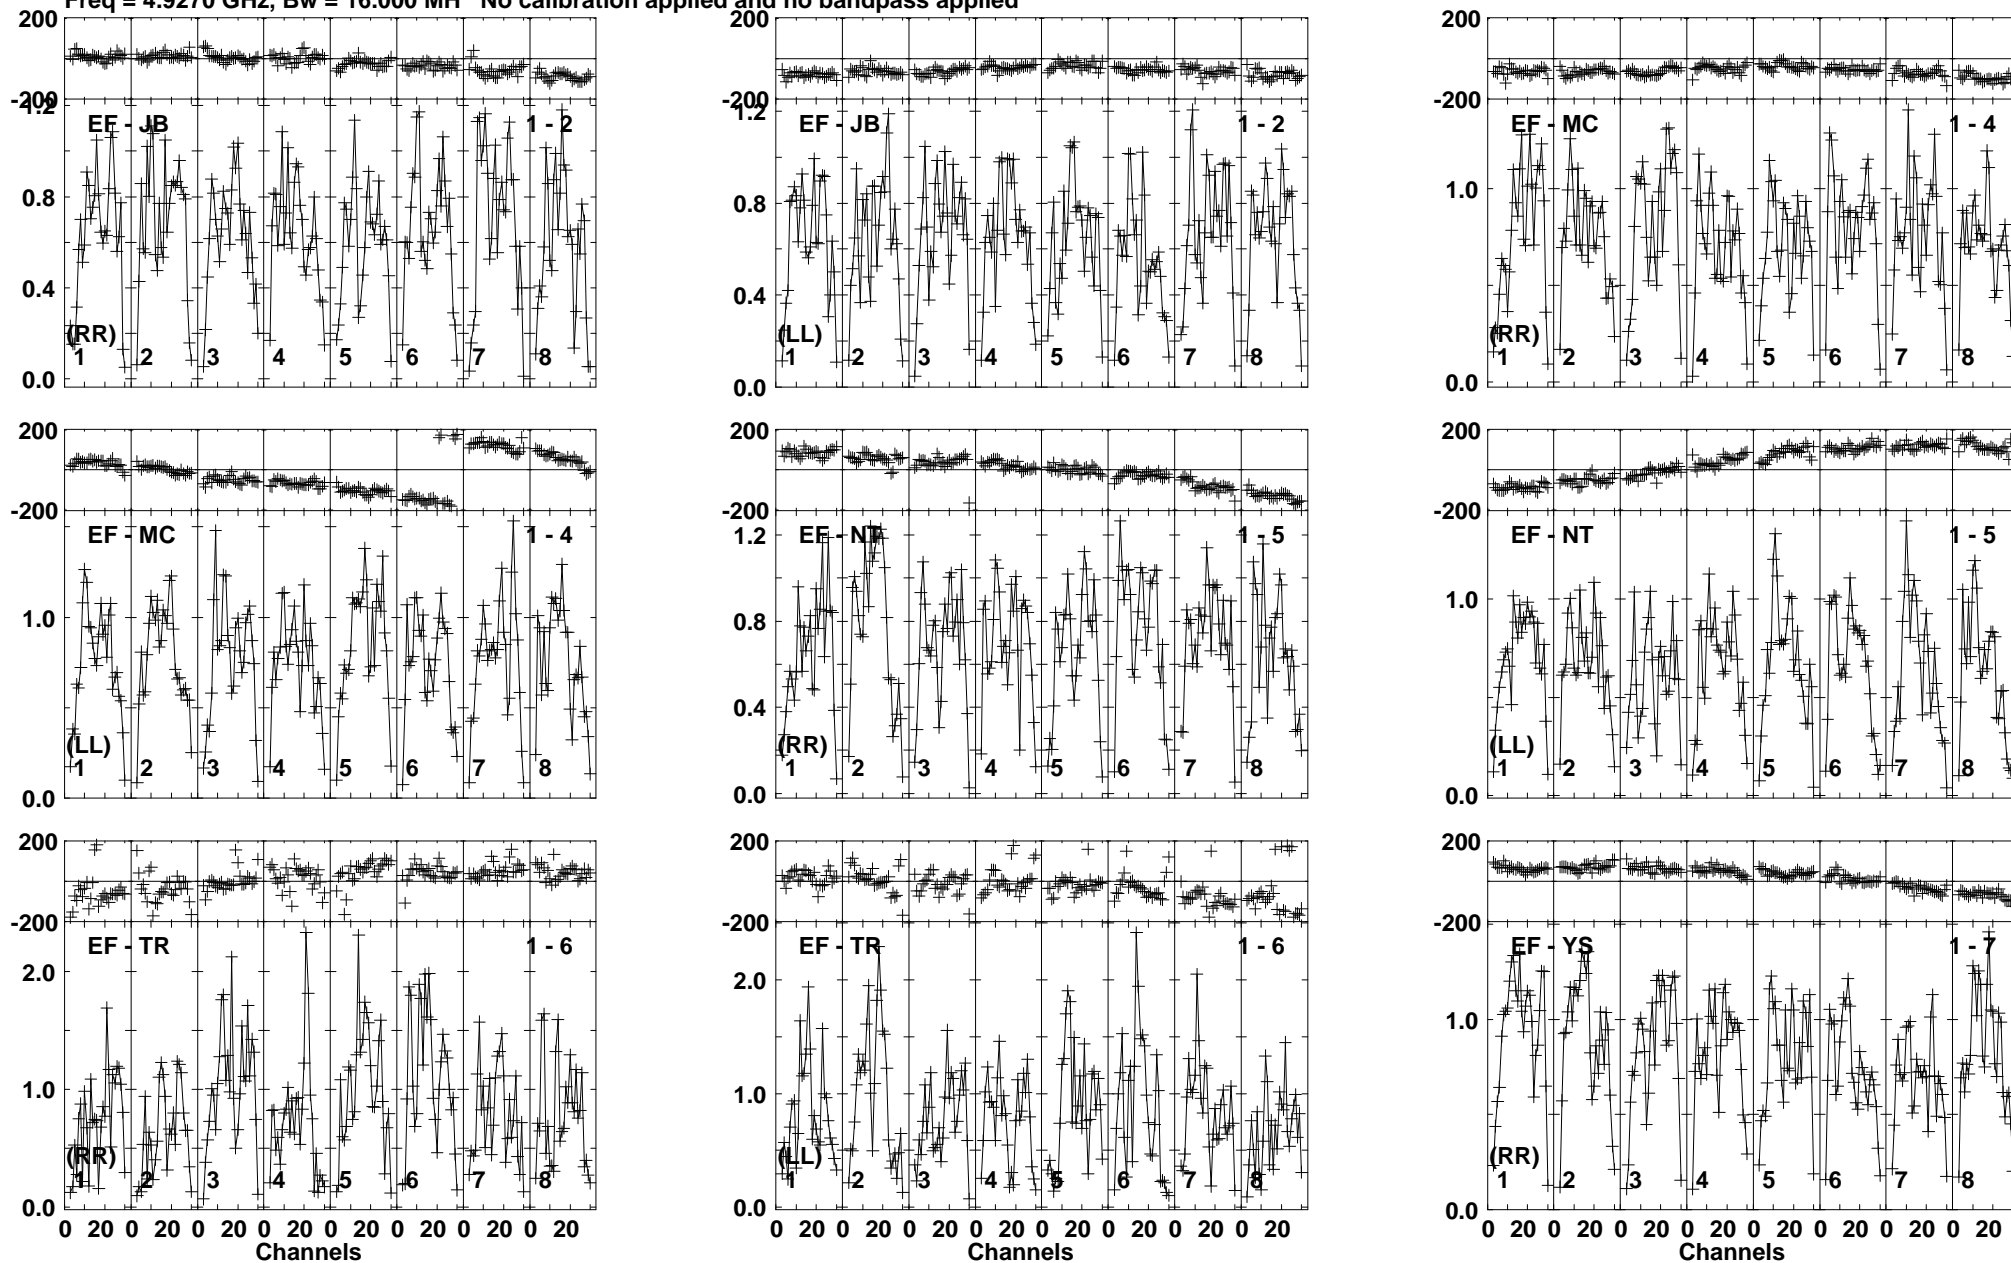 Freq = 4.9270 GHz, Bw = 16.000 MH No calibration applied and no bandpass applied
200 200 200
-200 -200 -200
1.2 1.2
EF - JB 1 - 2 EF - JB 1 - 2 EF - MC 1 - 4
0.8 0.8 1.0
0.4 0.4
(RR) (LL) (RR)
1 2 3 4 5 6 7 8 1 2 3 4 5 6 7 8 1 2 3 4 5 6 7 8
0.0 0.0 0.0
200 200 200
-200 -200 -200
EF - MC 1 - 4 EF - NT 1 - 5 EF - NT 1 - 5
1.2
1.0 0.8 1.0
0.4
(LL) (RR) (LL)
1 2 3 4 5 6 7 8 1 2 3 4 5 6 7 8 1 2 3 4 5 6 7 8
0.0 0.0 0.0
200 200 200
-200 -200 -200
EF - TR 1 - 6 EF - TR 1 - 6 EF - YS 1 - 7
2.0 2.0
1.0 1.0 1.0
(RR) (LL) (RR)
1 2 3 4 5 6 7 8 1 2 3 4 5 6 7 8 1 2 3 4 5 6 7 8
0.0 0.0 0.0
0 20 0 20 0 20 0 20 0 20 0 20 0 20 0 20 0 20 0 20 0 20 0 20 0 20 0 20 0 20 0 20 0 20 0 20 0 20 0 20 0 20 0 20 0 20 0 20
Channels Channels Channels